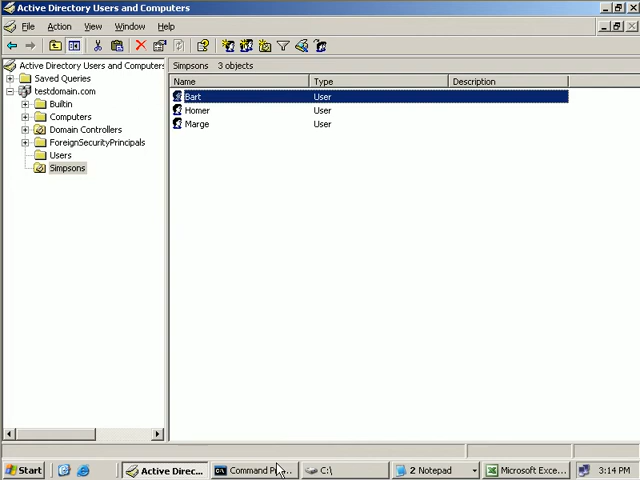 Active Directory Users and Computers
File Action View Window Help
Active Directory Users and Computers
Saved Queries
testdomain.com
Builtin
Computers
Domain Controllers
ForeignSecurityPrincipals
Users
Simpsons
Simpsons 3 objects
Name Type Description
Bart User
Homer User
Marge User
Start Active Direc... Command P... C:\ 2 Notepad Microsoft Exce... 3:14 PM